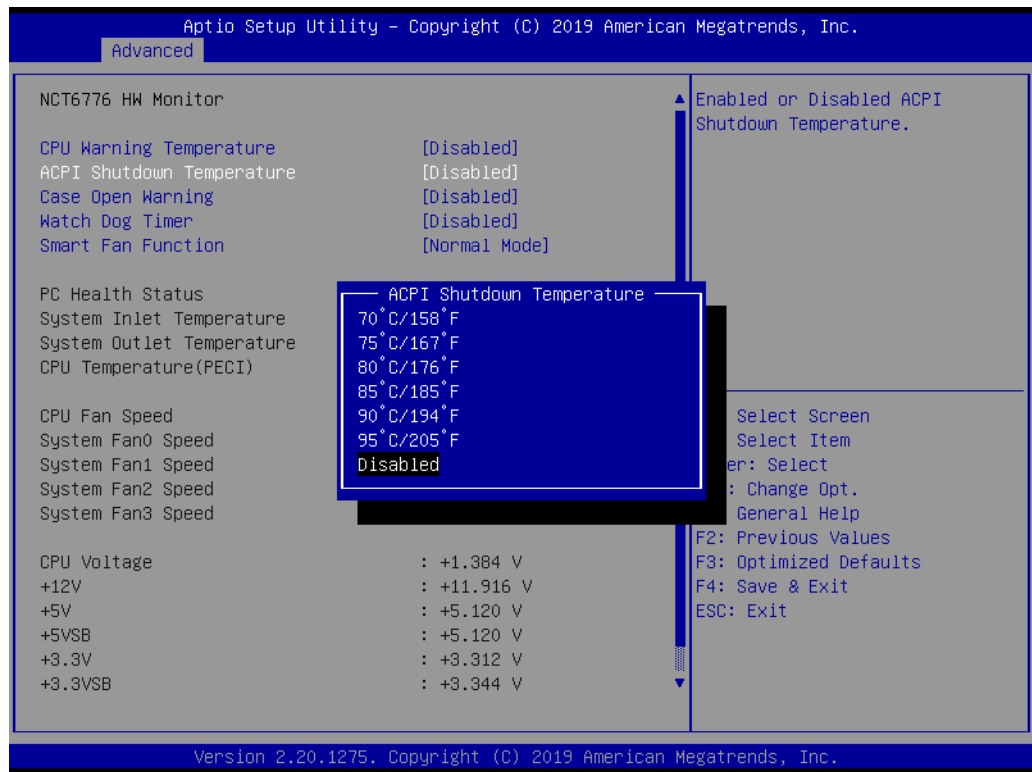 Aptio Setup Utility – Copyright (C) 2019 American Megatrends, Inc.
Advanced
NCT6776 HW Monitor
CPU Warning Temperature [Disabled]
ACPI Shutdown Temperature [Disabled]
Case Open Warning [Disabled]
Watch Dog Timer [Disabled]
Smart Fan Function [Normal Mode]
PC Health Status
System Inlet Temperature
System Outlet Temperature
CPU Temperature(PECI)
CPU Fan Speed
System Fan0 Speed
System Fan1 Speed
System Fan2 Speed
System Fan3 Speed
CPU Voltage : +1.384 V
+12V : +11.916 V
+5V : +5.120 V
+5VSB : +5.120 V
+3.3V : +3.312 V
+3.3VSB : +3.344 V
ACPI Shutdown Temperature
70°C/158°F
75°C/167°F
80°C/176°F
85°C/185°F
90°C/194°F
95°C/205°F
Disabled
Enabled or Disabled ACPI
Shutdown Temperature.
Select Screen
Select Item
er: Select
: Change Opt.
General Help
F2: Previous Values
F3: Optimized Defaults
F4: Save & Exit
ESC: Exit
Version 2.20.1275. Copyright (C) 2019 American Megatrends, Inc.